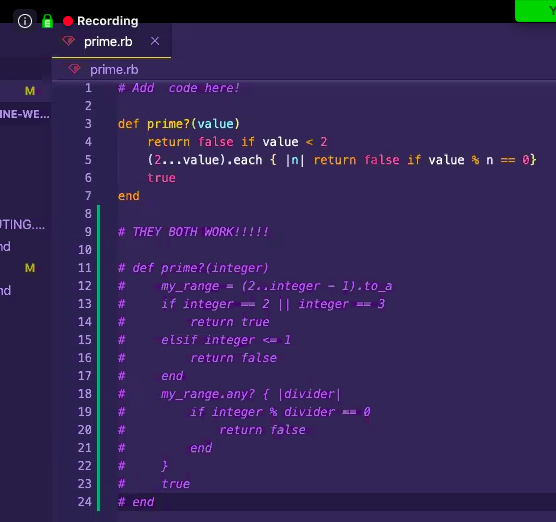 Recording
Y
prime.rb ×
prime.rb
M
INE-WE...
TING....
nd
M
nd
1 # Add  code here!
2
3 def prime?(value)
4     return false if value < 2
5     (2...value).each { |n| return false if value % n == 0}
6     true
7 end
8
9 # THEY BOTH WORK!!!!!
10
11 # def prime?(integer)
12 #     my_range = (2..integer - 1).to_a
13 #     if integer == 2 || integer == 3
14 #         return true
15 #     elsif integer <= 1
16 #         return false
17 #     end
18 #     my_range.any? { |divider|
19 #         if integer % divider == 0
20 #             return false
21 #         end
22 #     }
23 #     true
24 # end